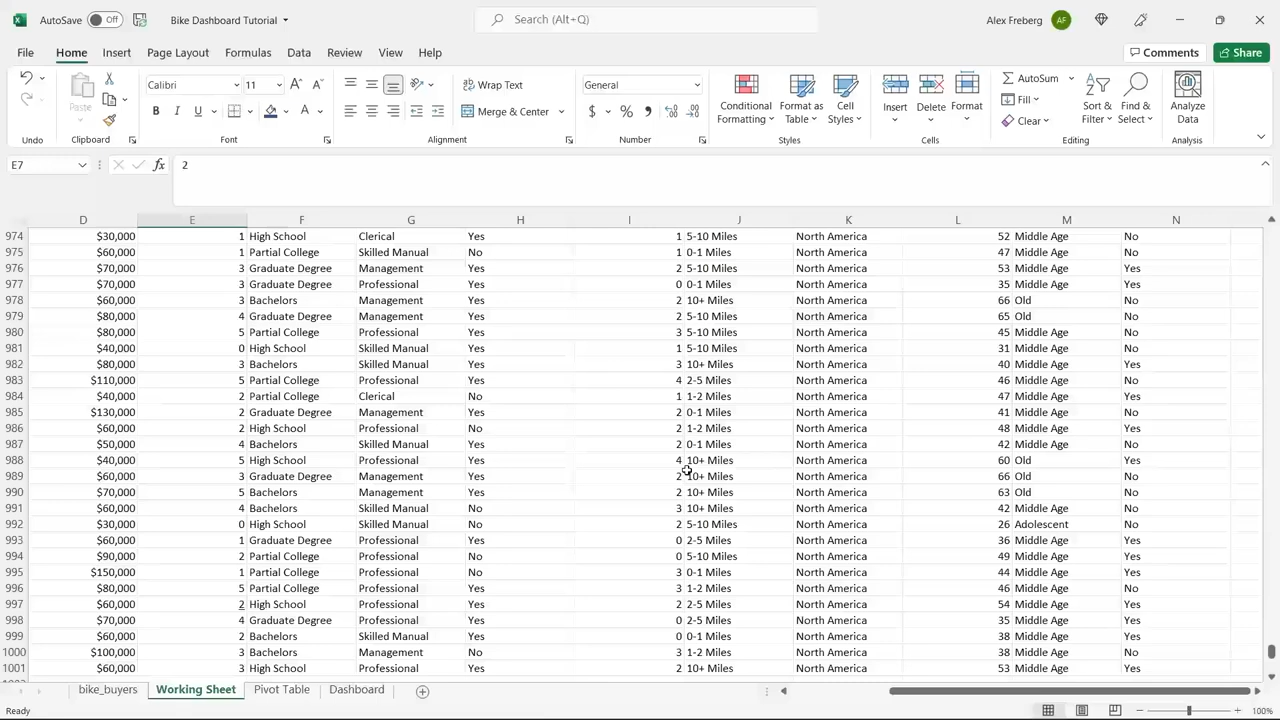 AutoSave Off Bike Dashboard Tutorial Search (Alt+Q) Alex Freberg AF
File Home Insert Page Layout Formulas Data Review View Help Comments Share
Paste Calibri 11 Wrap Text General Conditional Formatting Format as Table Cell Styles Insert Delete Format AutoSum Sort & Filter Find & Select Analyze Data
B I U Merge & Center $ % Fill
Clear
Undo Clipboard Font Alignment Number Styles Cells Editing Analysis
E7 fx 2
D E F G H I J K L M N
974 $30,000 1 High School Clerical Yes 1 5-10 Miles North America 52 Middle Age No
975 $60,000 1 Partial College Skilled Manual No 1 0-1 Miles North America 47 Middle Age No
976 $70,000 3 Graduate Degree Management Yes 2 5-10 Miles North America 53 Middle Age Yes
977 $70,000 3 Graduate Degree Professional Yes 0 0-1 Miles North America 35 Middle Age Yes
978 $60,000 3 Bachelors Management Yes 2 10+ Miles North America 66 Old No
979 $80,000 4 Graduate Degree Management Yes 2 5-10 Miles North America 65 Old No
980 $80,000 5 Partial College Professional Yes 3 5-10 Miles North America 45 Middle Age No
981 $40,000 0 High School Skilled Manual Yes 1 5-10 Miles North America 31 Middle Age No
982 $80,000 3 Bachelors Skilled Manual Yes 3 10+ Miles North America 40 Middle Age Yes
983 $110,000 5 Partial College Professional Yes 4 2-5 Miles North America 46 Middle Age No
984 $40,000 2 Partial College Clerical No 1 1-2 Miles North America 47 Middle Age Yes
985 $130,000 2 Graduate Degree Management Yes 2 0-1 Miles North America 41 Middle Age No
986 $60,000 2 High School Professional No 2 1-2 Miles North America 48 Middle Age Yes
987 $50,000 4 Bachelors Skilled Manual Yes 2 0-1 Miles North America 42 Middle Age No
988 $40,000 5 High School Professional Yes 4 10+ Miles North America 60 Old Yes
989 $60,000 3 Graduate Degree Management Yes 2 10+ Miles North America 66 Old No
990 $70,000 5 Bachelors Management Yes 2 10+ Miles North America 63 Old No
991 $60,000 4 Bachelors Skilled Manual No 3 10+ Miles North America 42 Middle Age No
992 $30,000 0 High School Skilled Manual No 2 5-10 Miles North America 26 Adolescent No
993 $60,000 1 Graduate Degree Professional Yes 0 2-5 Miles North America 36 Middle Age Yes
994 $90,000 2 Partial College Professional No 0 5-10 Miles North America 49 Middle Age Yes
995 $150,000 1 Partial College Professional No 3 0-1 Miles North America 44 Middle Age Yes
996 $80,000 5 Partial College Professional Yes 3 1-2 Miles North America 46 Middle Age No
997 $60,000 2 High School Professional Yes 2 2-5 Miles North America 54 Middle Age Yes
998 $70,000 4 Graduate Degree Professional Yes 0 2-5 Miles North America 35 Middle Age Yes
999 $60,000 2 Bachelors Skilled Manual Yes 0 0-1 Miles North America 38 Middle Age Yes
1000 $100,000 3 Bachelors Management No 3 1-2 Miles North America 38 Middle Age No
1001 $60,000 3 High School Professional Yes 2 10+ Miles North America 53 Middle Age Yes
bike_buyers Working Sheet Pivot Table Dashboard
Ready 100%